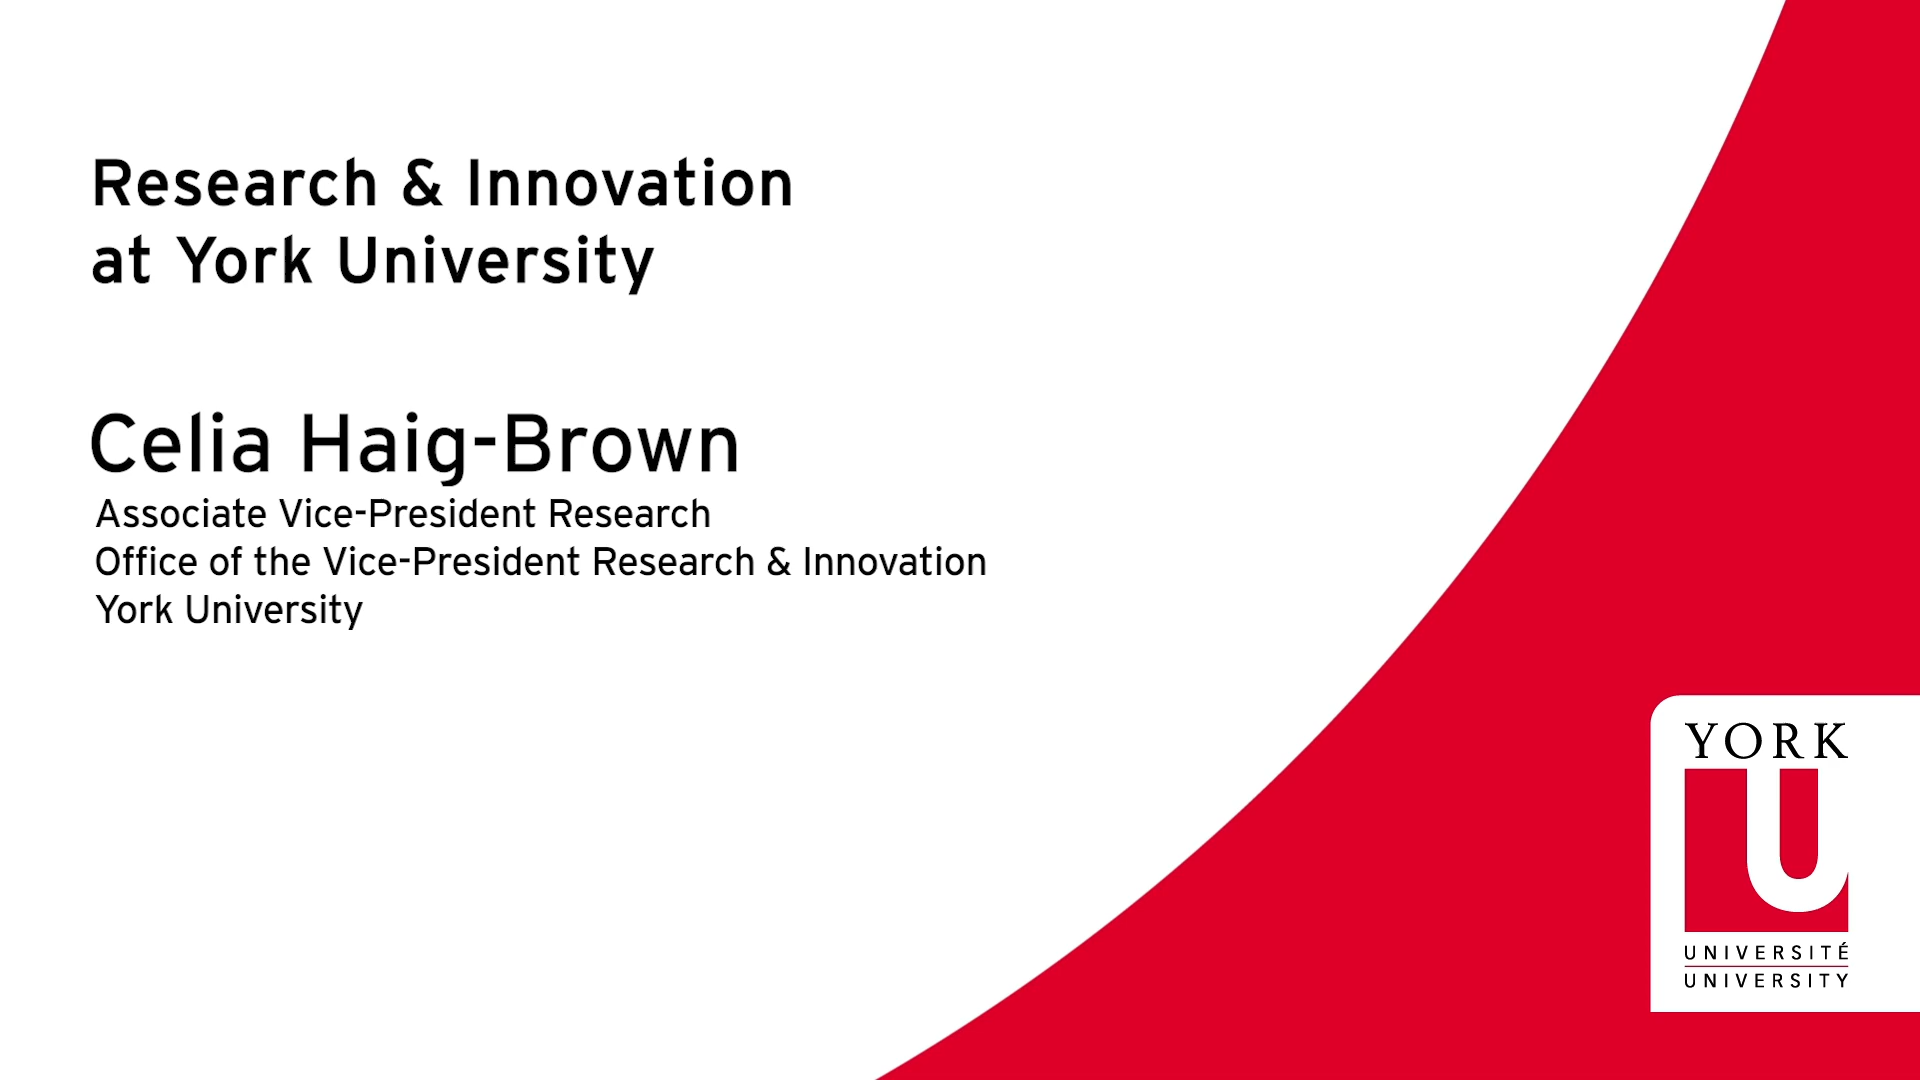 Research & Innovation
at York University
Celia Haig-Brown
Associate Vice-President Research
Office of the Vice-President Research & Innovation
York University
YORK
U
UNIVERSITÉ
UNIVERSITY